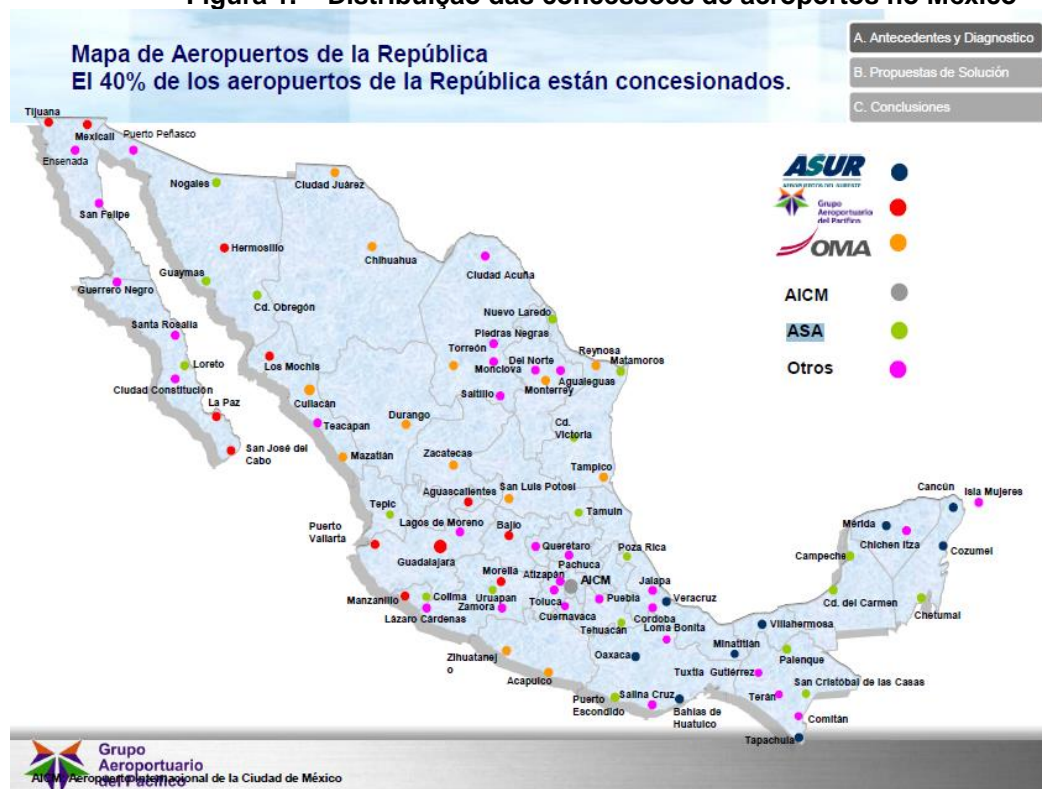 Figura 1. Distribuição das concessões de aeroportos no México
Mapa de Aeropuertos de la República
El 40% de los aeropuertos de la República están concesionados.
A. Antecedentes y Diagnostico
B. Propuestas de Solución
C. Conclusiones
ASUR
AEROPUERTOS DEL SURESTE
Grupo
Aeroportuario
del Pacífico
OMA
AICM
ASA
Otros
Tijuana
Mexicali
Puerto Peñasco
Ensenada
Nogales
Ciudad Juárez
San Felipe
Hermosillo
Chihuahua
Ciudad Acuña
Guaymas
Guerrero Negro
Cd. Obregón
Nuevo Laredo
Santa Rosalia
Piedras Negras
Torreón
Reynosa
Loreto
Los Mochis
Del Norte
Matamoros
Monclova
Agualeguas
Ciudad Constitución
Monterrey
Saltillo
La Paz
Culiacán
Durango
Teacapan
Cd.
Victoria
San José del
Cabo
Mazatlán
Zacatecas
Tampico
Cancún
Isla Mujeres
Aguascalientes
San Luis Potosí
Tepic
Tamuin
Mérida
Puerto
Vallarta
Lagos de Moreno
Bajío
Chichen Itza
Querétaro
Poza Rica
Campeche
Cozumel
Guadalajara
Pachuca
Morelia
Atizapán
AICM
Jalapa
Manzanillo
Colima
Uruapan
Toluca
Puebla
Veracruz
Cd. del Carmen
Zamora
Lázaro Cárdenas
Cuernavaca
Cordoba
Chetumal
Tehuacán
Loma Bonita
Villahermosa
Zihuatanej
o
Oaxaca
Minatitlán
Palenque
Acapulco
Tuxtla Gutiérrez
San Cristóbal de las Casas
Puerto
Escondido
Salina Cruz
Terán
Bahías de
Huatulco
Comitán
Tapachula
Grupo
Aeroportuario
del Pacífico
AICM: Aeropuerto Internacional de la Ciudad de México